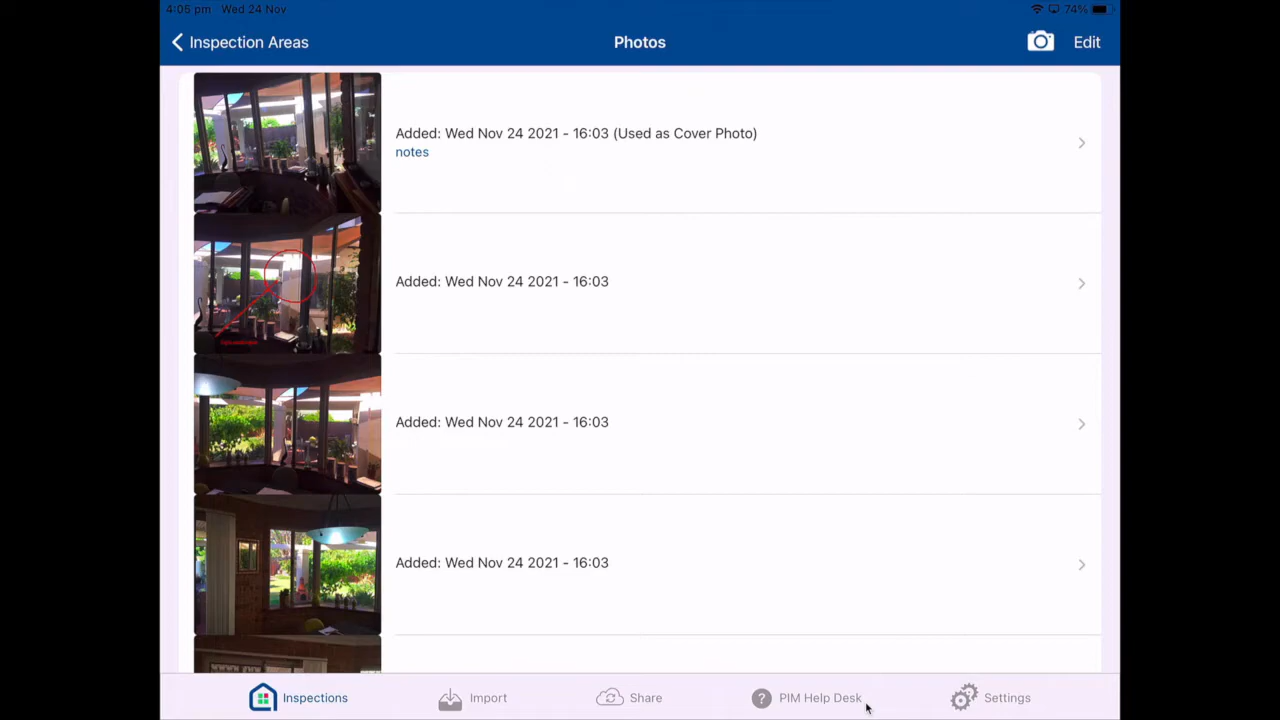 4:05 pm Wed 24 Nov 74%
Inspection Areas Photos Edit
Added: Wed Nov 24 2021 - 16:03 (Used as Cover Photo)
notes
Added: Wed Nov 24 2021 - 16:03
Added: Wed Nov 24 2021 - 16:03
Added: Wed Nov 24 2021 - 16:03
Inspections Import Share PIM Help Desk Settings